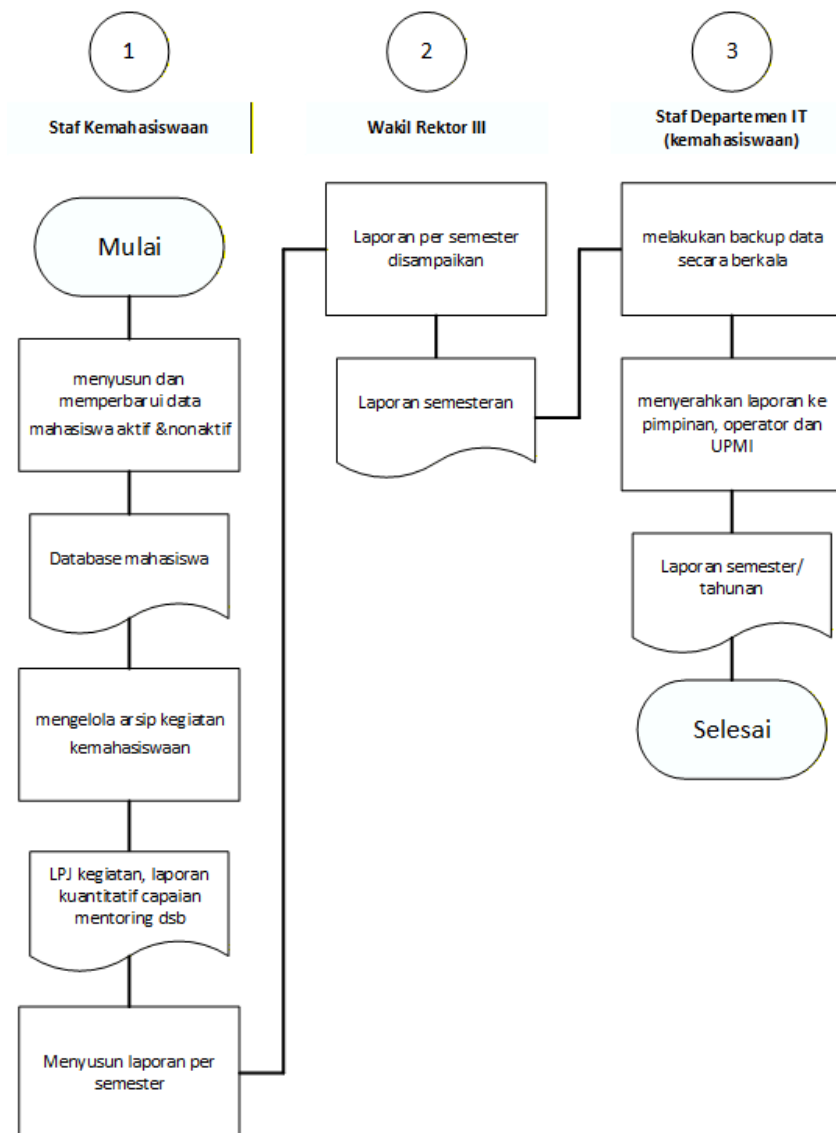 1
2
3
Staf Kemahasiswaan
Wakil Rektor III
Staf Departemen IT
(kemahasiswaan)
Mulai
menyusun dan
memperbarui data
mahasiswa aktif &nonaktif
Database mahasiswa
mengelola arsip kegiatan
kemahasiswaan
LPJ kegiatan, laporan
kuantitatif capaian
mentoring dsb
Menyusun laporan per
semester
Laporan per semester
disampaikan
Laporan semesteran
melakukan backup data
secara berkala
menyerahkan laporan ke
pimpinan, operator dan
UPMI
Laporan semester/
tahunan
Selesai